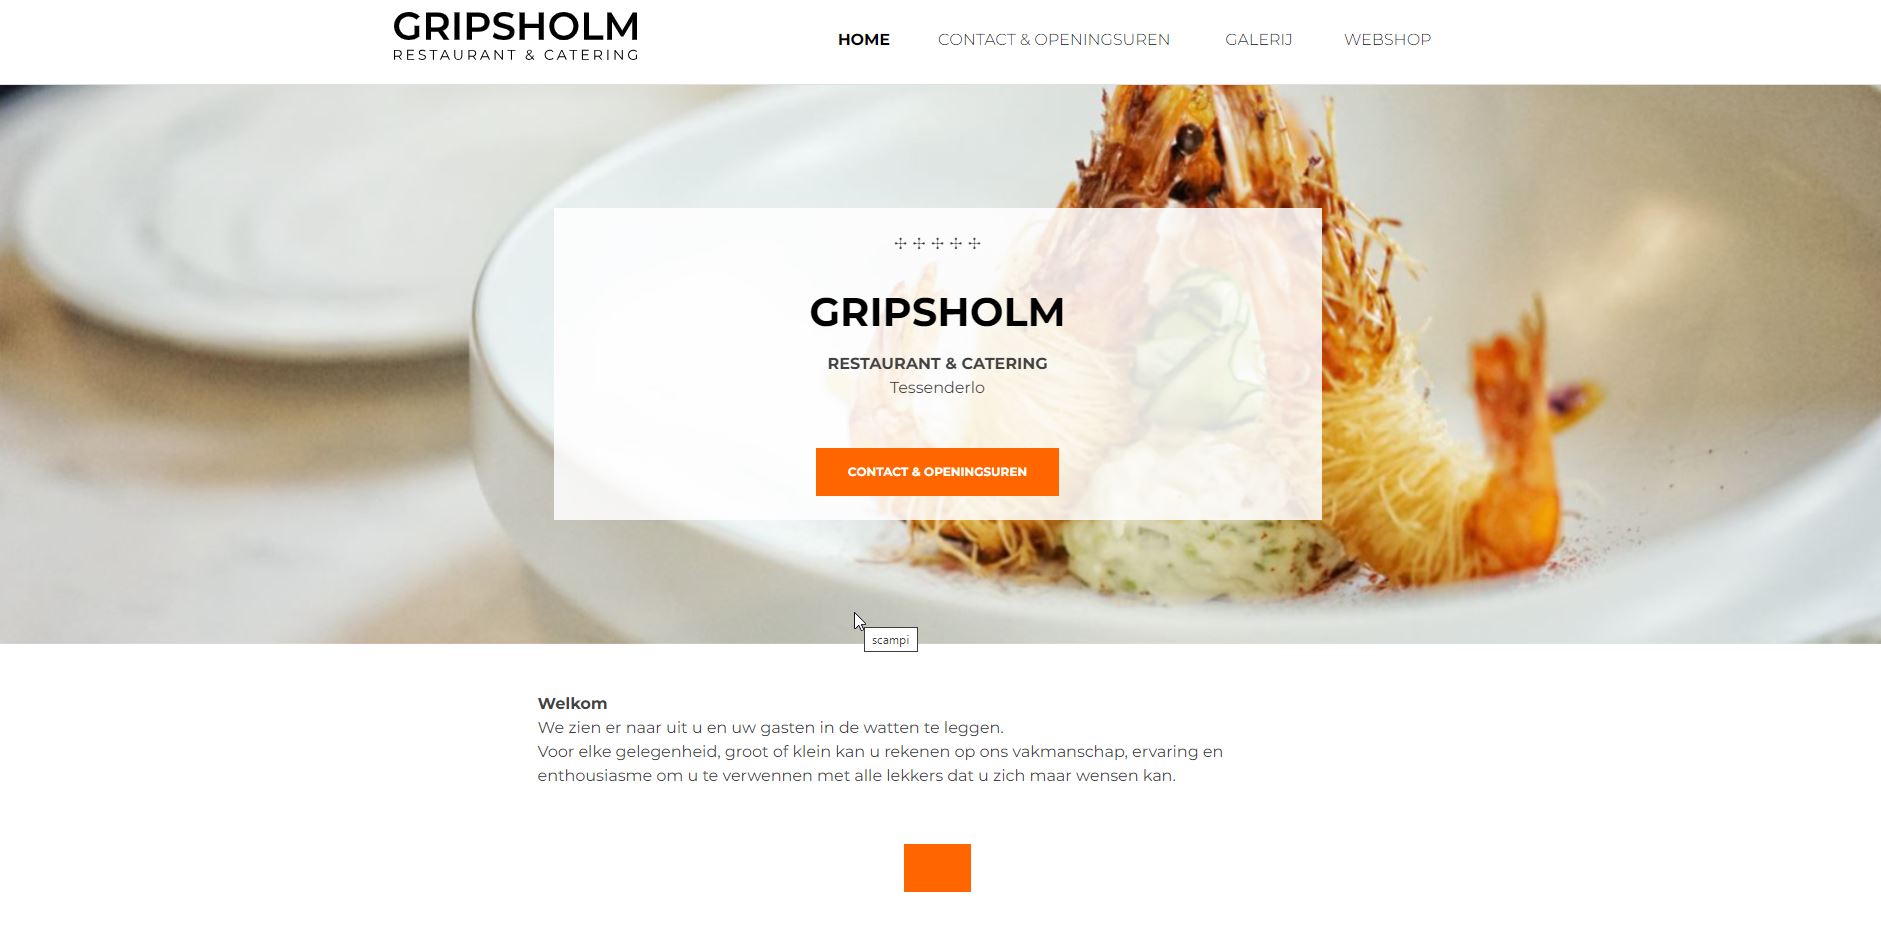 GRIPSHOLM
RESTAURANT & CATERING
HOME
CONTACT & OPENINGSUREN
GALERIJ
WEBSHOP
GRIPSHOLM
RESTAURANT & CATERING
Tessenderlo
CONTACT & OPENINGSUREN
scampi
Welkom
We zien er naar uit u en uw gasten in de watten te leggen.
Voor elke gelegenheid, groot of klein kan u rekenen op ons vakmanschap, ervaring en
enthousiasme om u te verwennen met alle lekkers dat u zich maar wensen kan.